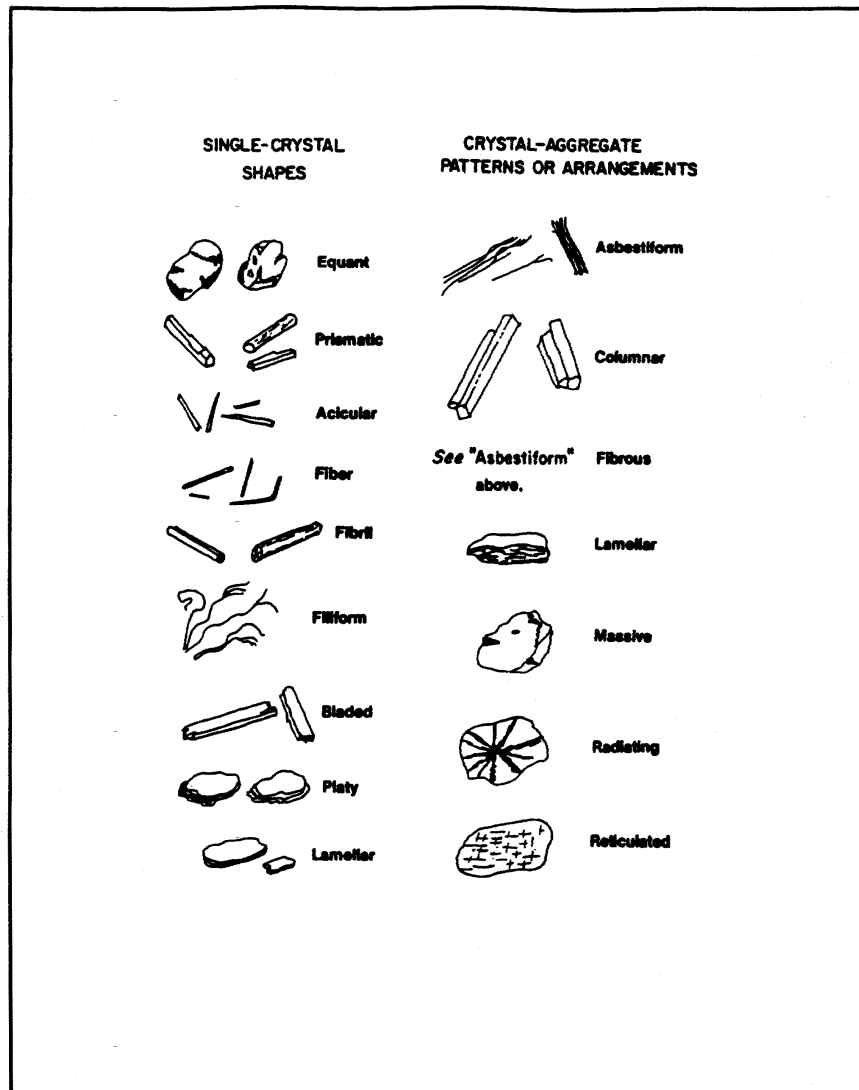 SINGLE-CRYSTAL
SHAPES
Equant
Prismatic
Acicular
Fiber
Fibril
Filiform
Bladed
Platy
Lamellar
CRYSTAL-AGGREGATE
PATTERNS OR ARRANGEMENTS
Asbestiform
Columnar
See "Asbestiform" Fibrous
above.
Lamellar
Massive
Radiating
Reticulated